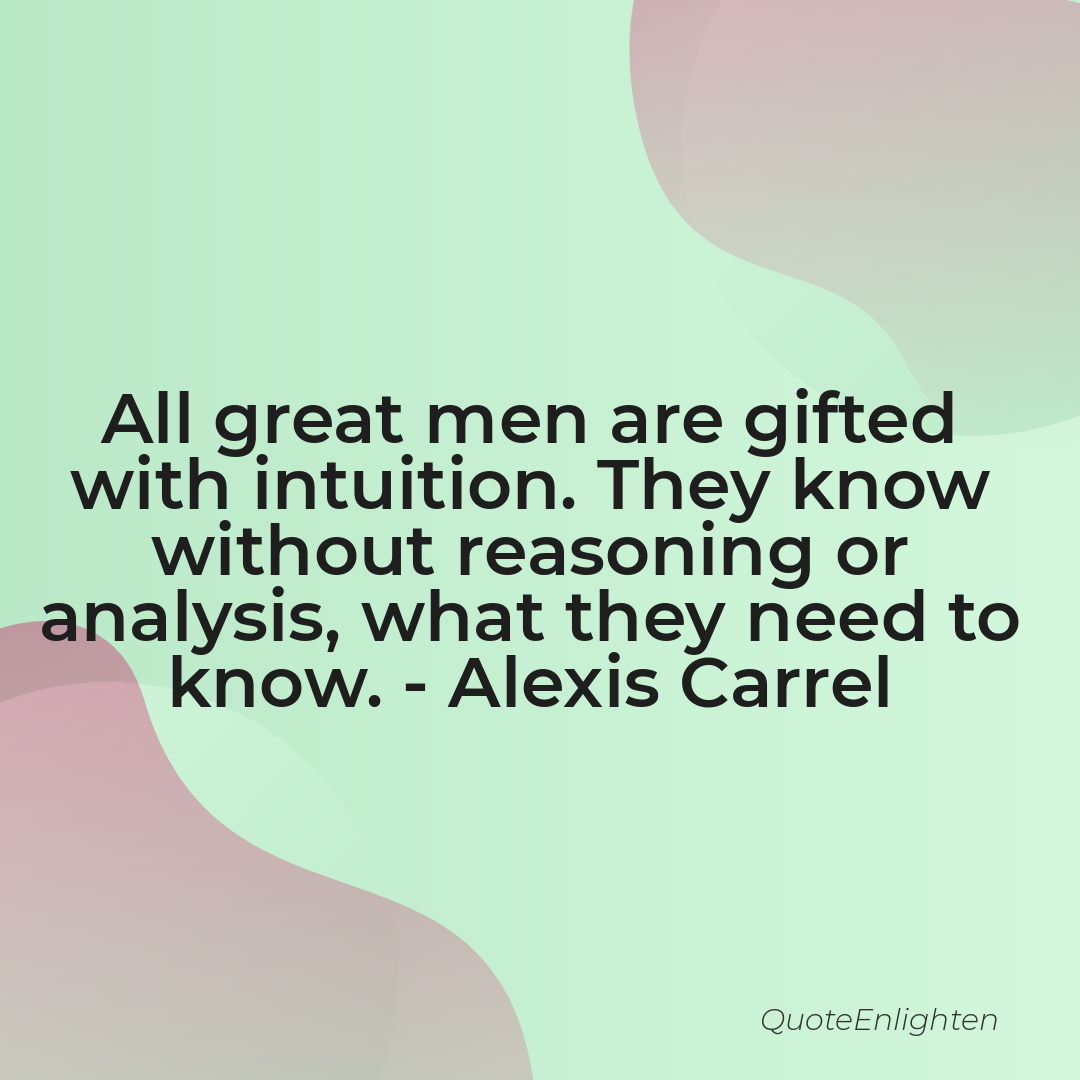 All great men are gifted
with intuition. They know
without reasoning or
analysis, what they need to
know. - Alexis Carrel
QuoteEnlighten